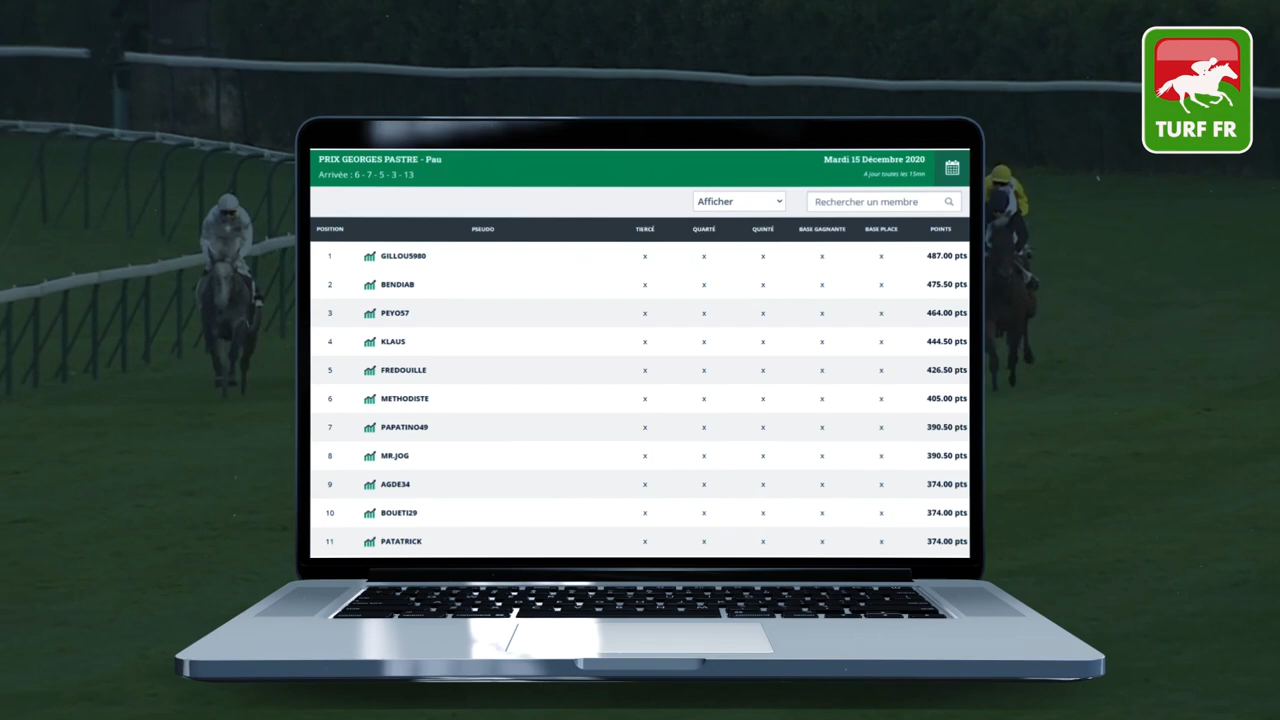 TURF FR
PRIX GEORGES PASTRE - Pau
Mardi 15 Décembre 2020
Arrivée : 6 - 7 - 5 - 3 - 13
A jour toutes les 15mn
Afficher
Rechercher un membre
POSITION PSEUDO TIERCÉ QUARTÉ QUINTÉ BASE GAGNANTE BASE PLACE POINTS
1 GILLOU5980 x x x x x 487.00 pts
2 BENDIAB x x x x x 475.50 pts
3 PEYO57 x x x x x 464.00 pts
4 KLAUS x x x x x 444.50 pts
5 FREDOUILLE x x x x x 426.50 pts
6 METHODISTE x x x x x 405.00 pts
7 PAPATINO49 x x x x x 390.50 pts
8 MR.JOG x x x x x 390.50 pts
9 AGDE34 x x x x x 374.00 pts
10 BOUETI29 x x x x x 374.00 pts
11 PATATRICK x x x x x 374.00 pts